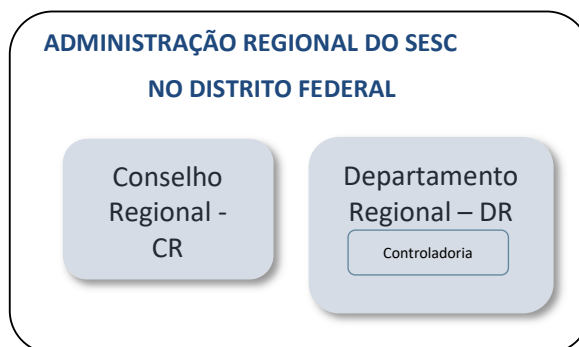 ADMINISTRAÇÃO REGIONAL DO SESC
NO DISTRITO FEDERAL
Conselho
Regional -
CR
Departamento
Regional – DR
Controladoria